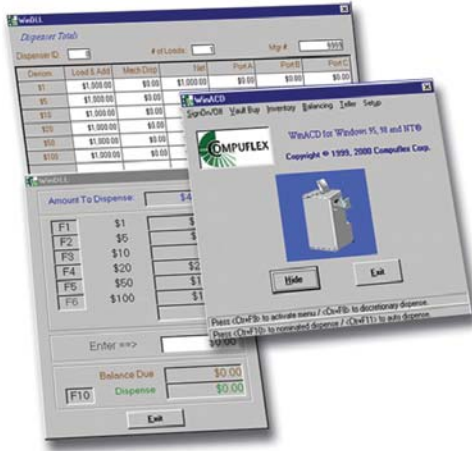 WinDLL
Dispenser Totals
Dispenser ID: # of Loads: Mgr #: 9999
Denom Load & Add Mech Disp Net Port A Port B Port C
$1 $1,000.00 $0.00 $1,000.00 $0.00 $0.00 $0.00
$5 $1,000.00 $0.00
$10 $1,000.00 $0.00
$20 $1,000.00 $0.00
$50 $1,000.00 $0.00
$100 $1,000.00 $0.00
WinACD
SignOn/Off Vault Buy Inventory Balancing Teller Setup
COMPUFLEX
WinACD for Windows 95, 98 and NT®
Copyright © 1999, 2000 Compuflex Corp.
Hide Exit
Press <Ctrl+F9> to activate menu / <Ctrl+F8> to discretionary dispense.
Press <Ctrl+F10> to nominated dispense / <Ctrl+F11> to auto dispense.
WinDLL
Amount To Dispense:
F1 $1
F2 $5
F3 $10
F4 $20
F5 $50
F6 $100
Enter ==> $0.00
Balance Due $0.00
F10 Dispense $0.00
Exit